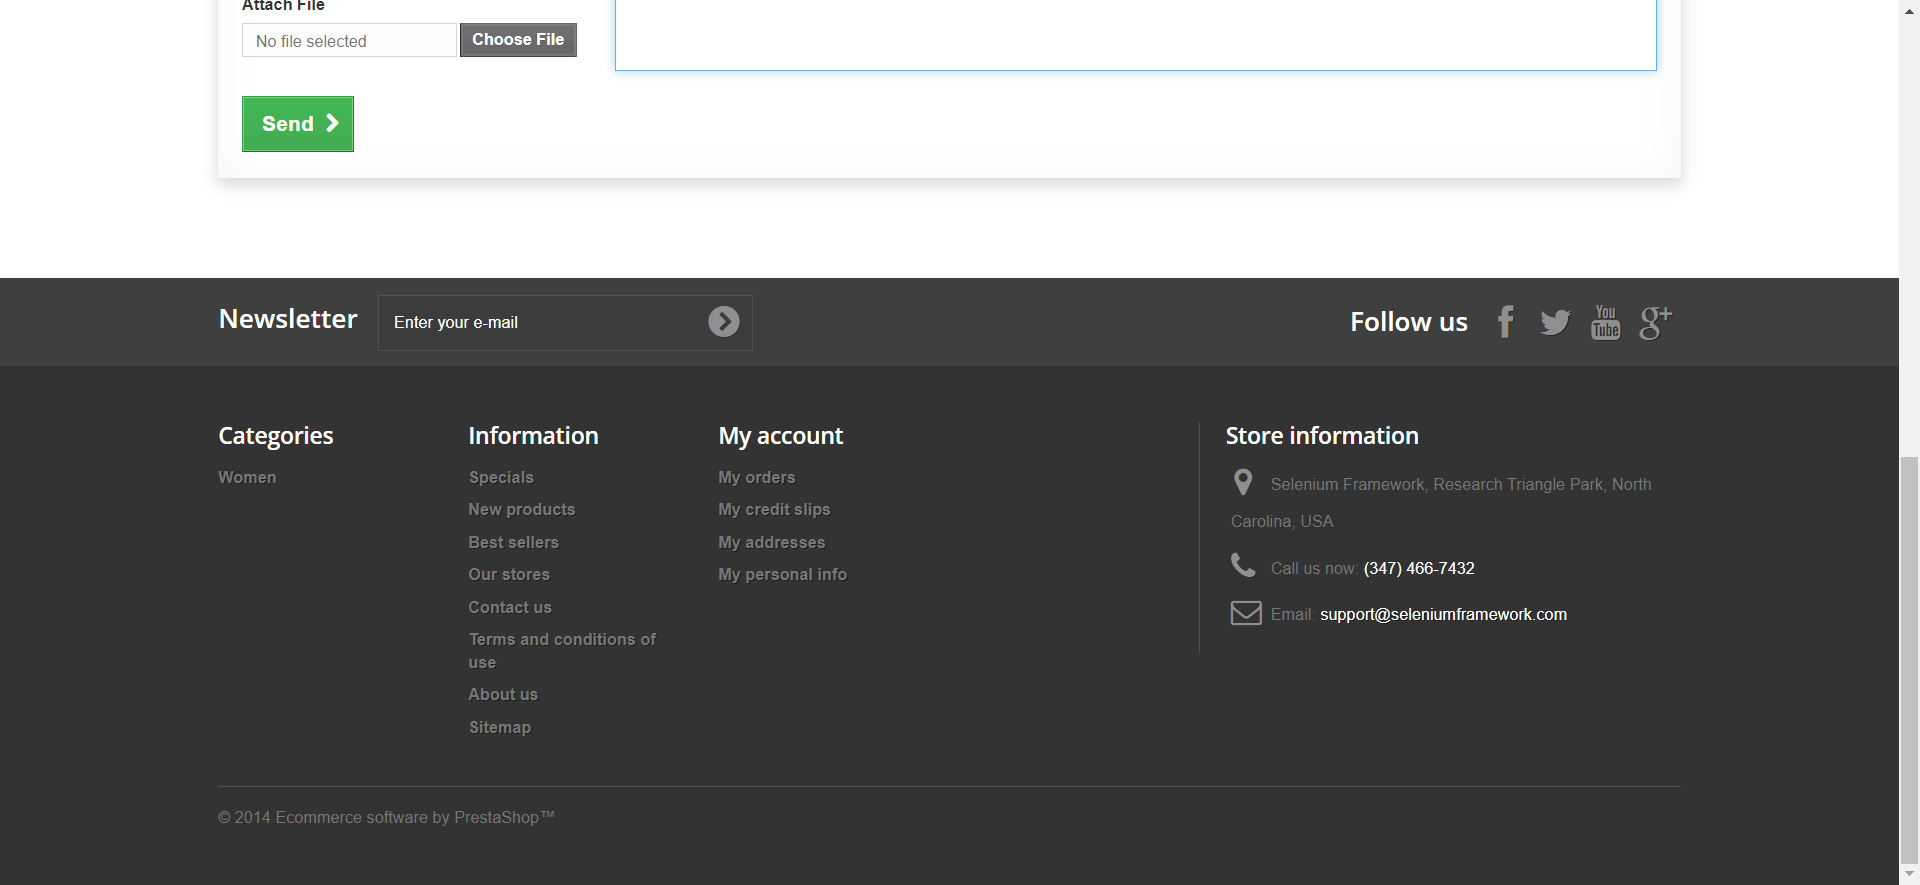 Attach File
No file selected
Choose File
Send
Newsletter
Enter your e-mail
Follow us
You
Tube
g+
Categories
Women
Information
Specials
New products
Best sellers
Our stores
Contact us
Terms and conditions of
use
About us
Sitemap
My account
My orders
My credit slips
My addresses
My personal info
Store information
Selenium Framework, Research Triangle Park, North
Carolina, USA
Call us now: (347) 466-7432
Email: support@seleniumframework.com
© 2014 Ecommerce software by PrestaShop™